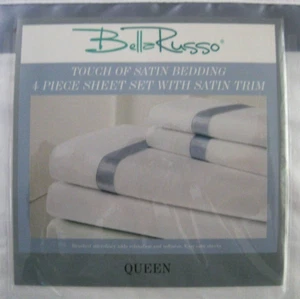 BellaRusso®
TOUCH OF SATIN BEDDING
4 PIECE SHEET SET WITH SATIN TRIM
QUEEN